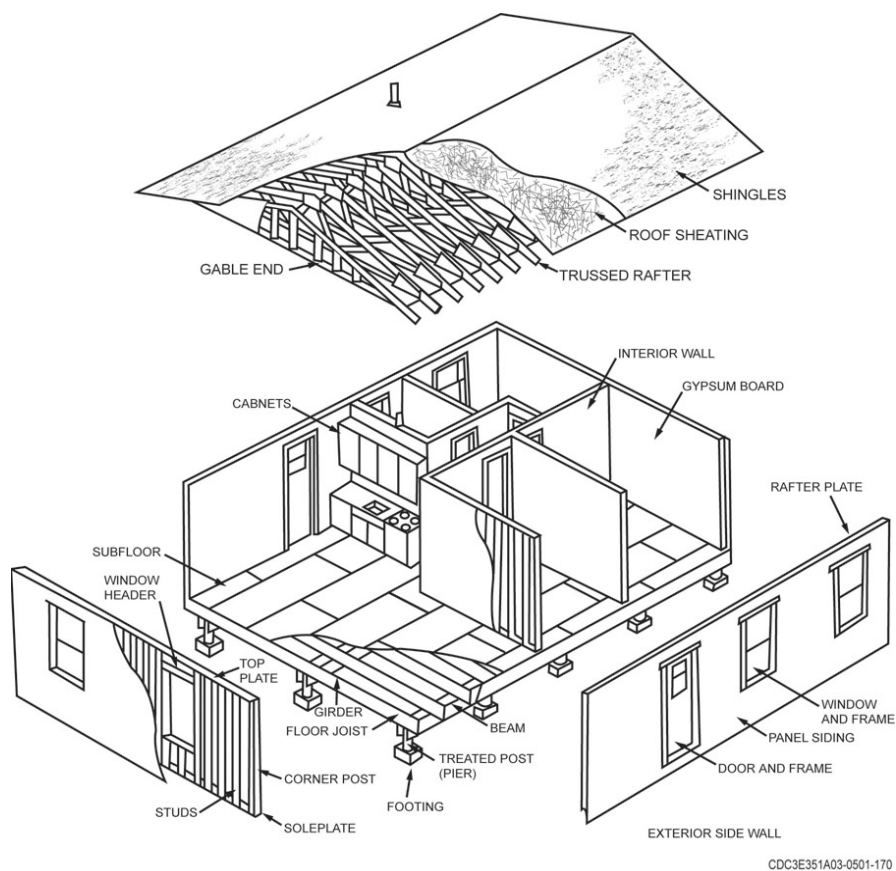 SHINGLES
ROOF SHEATING
GABLE END
TRUSSED RAFTER
INTERIOR WALL
GYPSUM BOARD
CABNETS
RAFTER PLATE
SUBFLOOR
WINDOW
HEADER
TOP
PLATE
GIRDER
FLOOR JOIST
BEAM
WINDOW
AND FRAME
PANEL SIDING
TREATED POST
(PIER)
DOOR AND FRAME
CORNER POST
FOOTING
STUDS
SOLEPLATE
EXTERIOR SIDE WALL
CDC3E351A03-0501-170